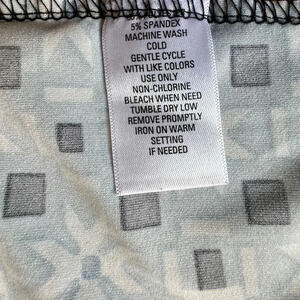 5% SPANDEX
MACHINE WASH
COLD
GENTLE CYCLE
WITH LIKE COLORS
USE ONLY
NON-CHLORINE
BLEACH WHEN NEED
TUMBLE DRY LOW
REMOVE PROMPTLY
IRON ON WARM
SETTING
IF NEEDED